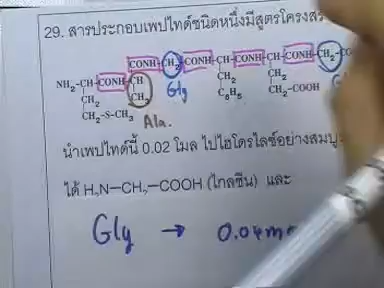 29. สารประกอบเพปไทด์ชนิดหนึ่งมีสูตรโครงสร
CONH-CH₂-CONH-CH-CONH-CH-CONH-CH₂-CO
NH₂-CH-CONH-CH
CH₂ CH₃ CH₂ CH₂
CH₂-S-CH₃ C₆H₅ CH₂-COOH
Gly
Ala.
นำเพปไทด์นี้ 0.02 โมล ไปไฮโดรไลซ์อย่างสมบู
ได้ H₂N-CH₂-COOH (ไกลซีน) และ
Gly → 0.04m